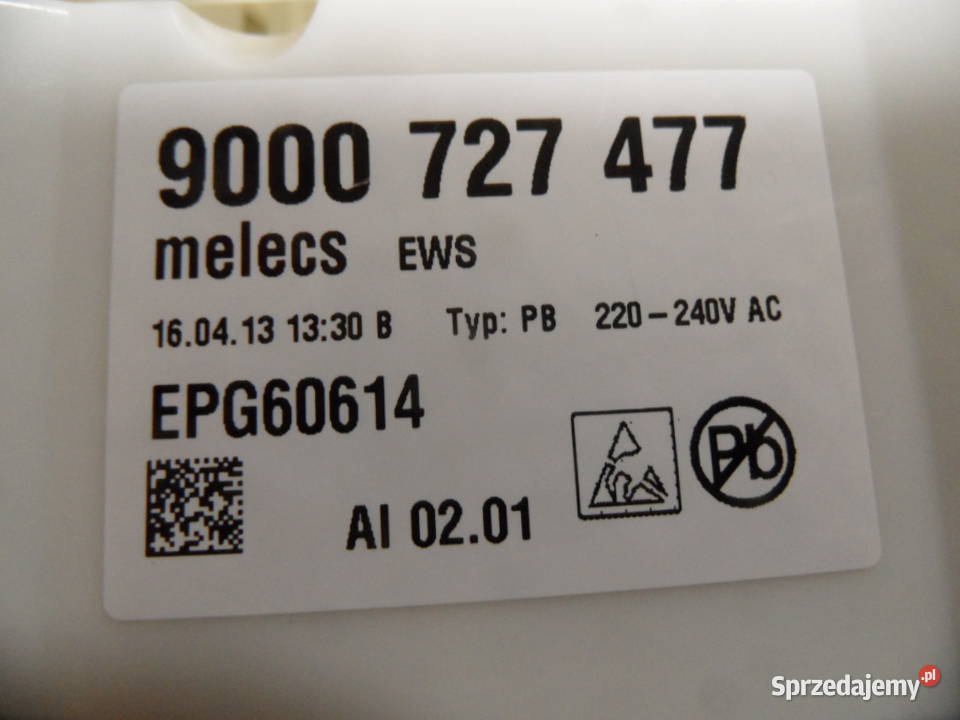 9000 727 477
melecs EWS
16.04.13 13:30 B Typ: PB 220-240V AC
EPG60614
Pb
AI 02.01
Sprzedajemy.pl